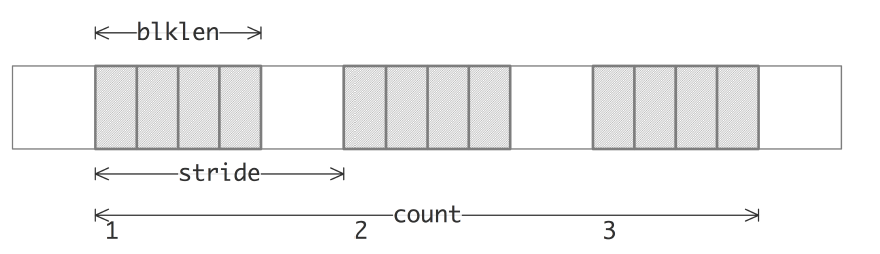 blklen
stride
count
1 2 3